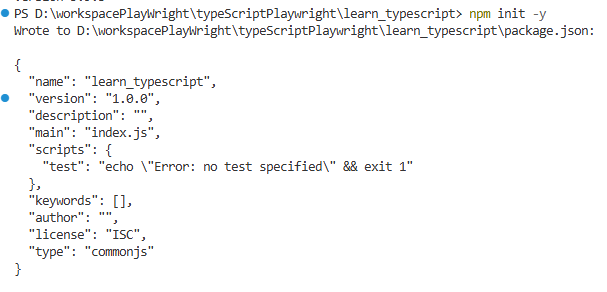 PS D:\workspacePlayWright\typeScriptPlaywright\learn_typescript> npm init -y
Wrote to D:\workspacePlayWright\typeScriptPlaywright\learn_typescript\package.json:
{
  "name": "learn_typescript",
  "version": "1.0.0",
  "description": "",
  "main": "index.js",
  "scripts": {
    "test": "echo \"Error: no test specified\" && exit 1"
  },
  "keywords": [],
  "author": "",
  "license": "ISC",
  "type": "commonjs"
}